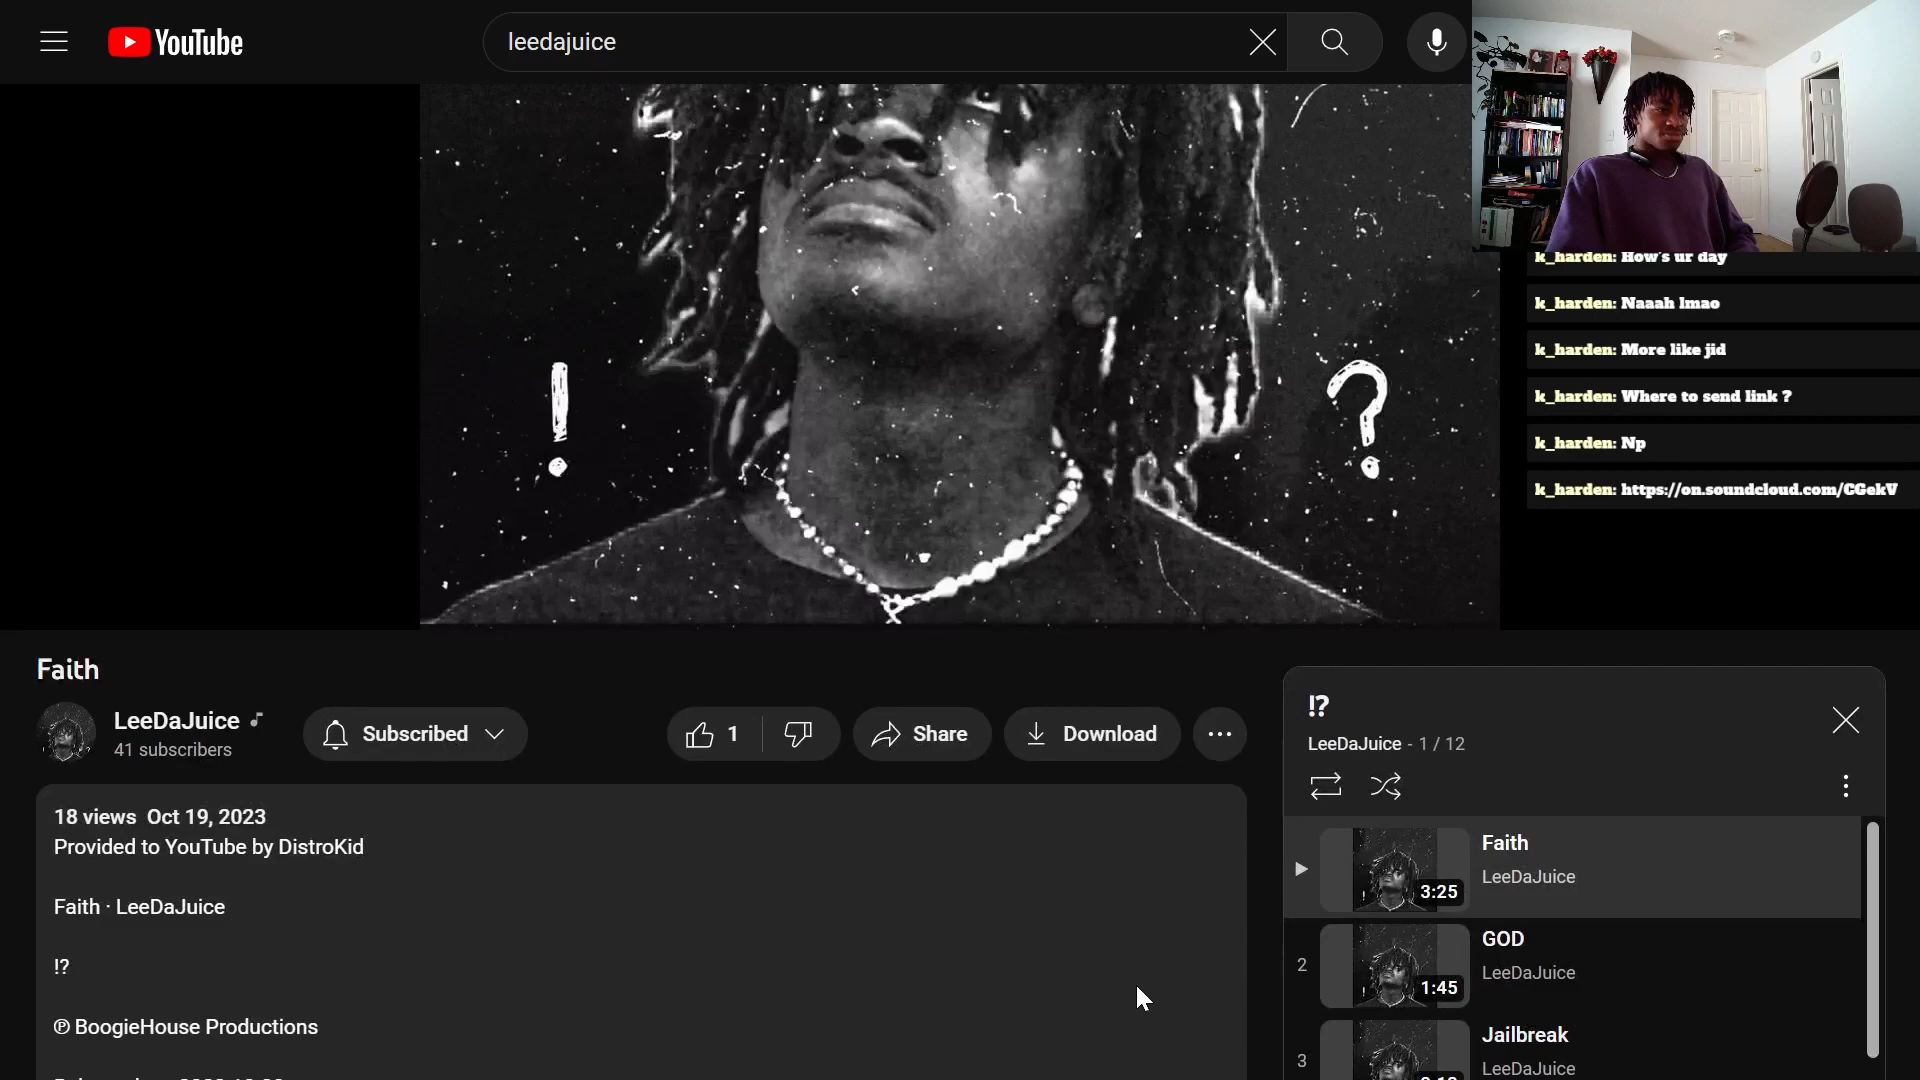 YouTube
leedajuice
! ?
k_harden: How's ur day
k_harden: Naaah lmao
k_harden: More like jid
k_harden: Where to send link ?
k_harden: Np
k_harden: https://on.soundcloud.com/CGekV
Faith
LeeDaJuice
41 subscribers
Subscribed
1
Share
Download
18 views Oct 19, 2023
Provided to YouTube by DistroKid
Faith · LeeDaJuice
!?
℗ BoogieHouse Productions
!?
LeeDaJuice - 1 / 12
Faith
LeeDaJuice
3:25
2
GOD
LeeDaJuice
1:45
3
Jailbreak
LeeDaJuice